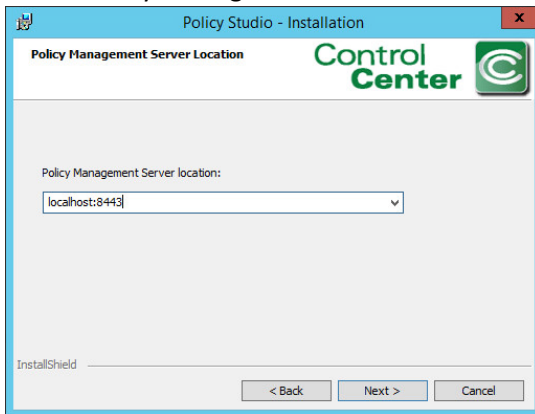 Policy Studio - Installation
x
Policy Management Server Location
Control
Center
C
Policy Management Server location:
localhost:8443
InstallShield
< Back
Next >
Cancel